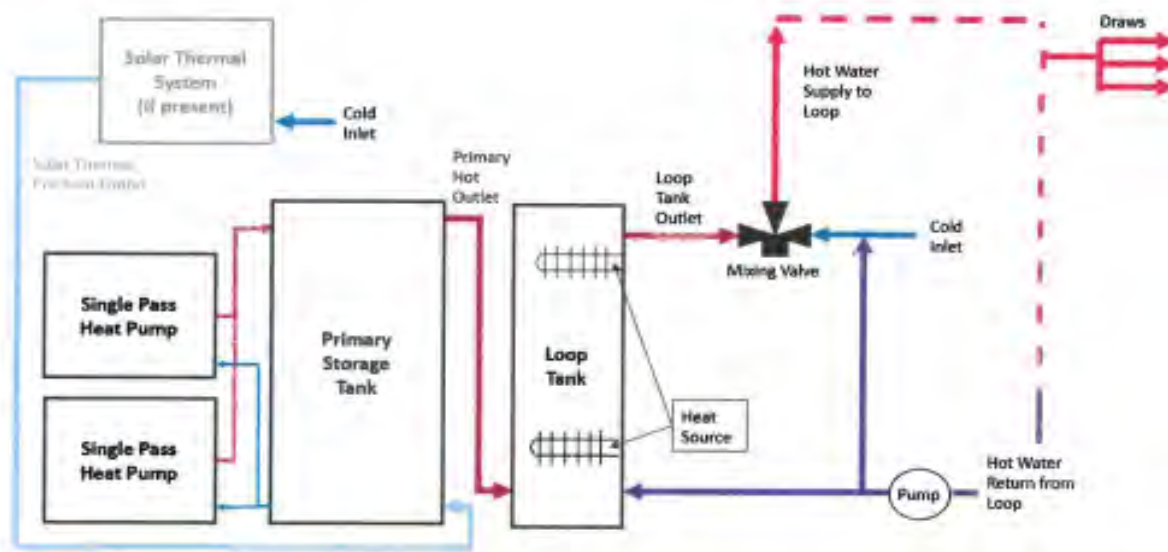 Solar Thermal
System
(if present)
Cold
Inlet
Solar Thermal
Primary
Hot
Outlet
Loop
Tank
Outlet
Hot Water
Supply to
Loop
Draws
Cold
Inlet
Mixing Valve
Single Pass
Heat Pump
Single Pass
Heat Pump
Primary
Storage
Tank
Loop
Tank
Heat
Source
Pump
Hot Water
Return from
Loop